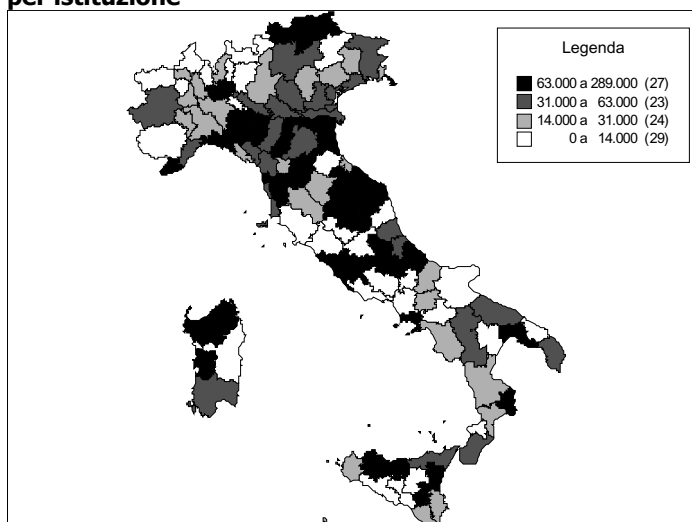 per istituzione
Legenda
63.000 a 289.000 (27)
31.000 a 63.000 (23)
14.000 a 31.000 (24)
0 a 14.000 (29)